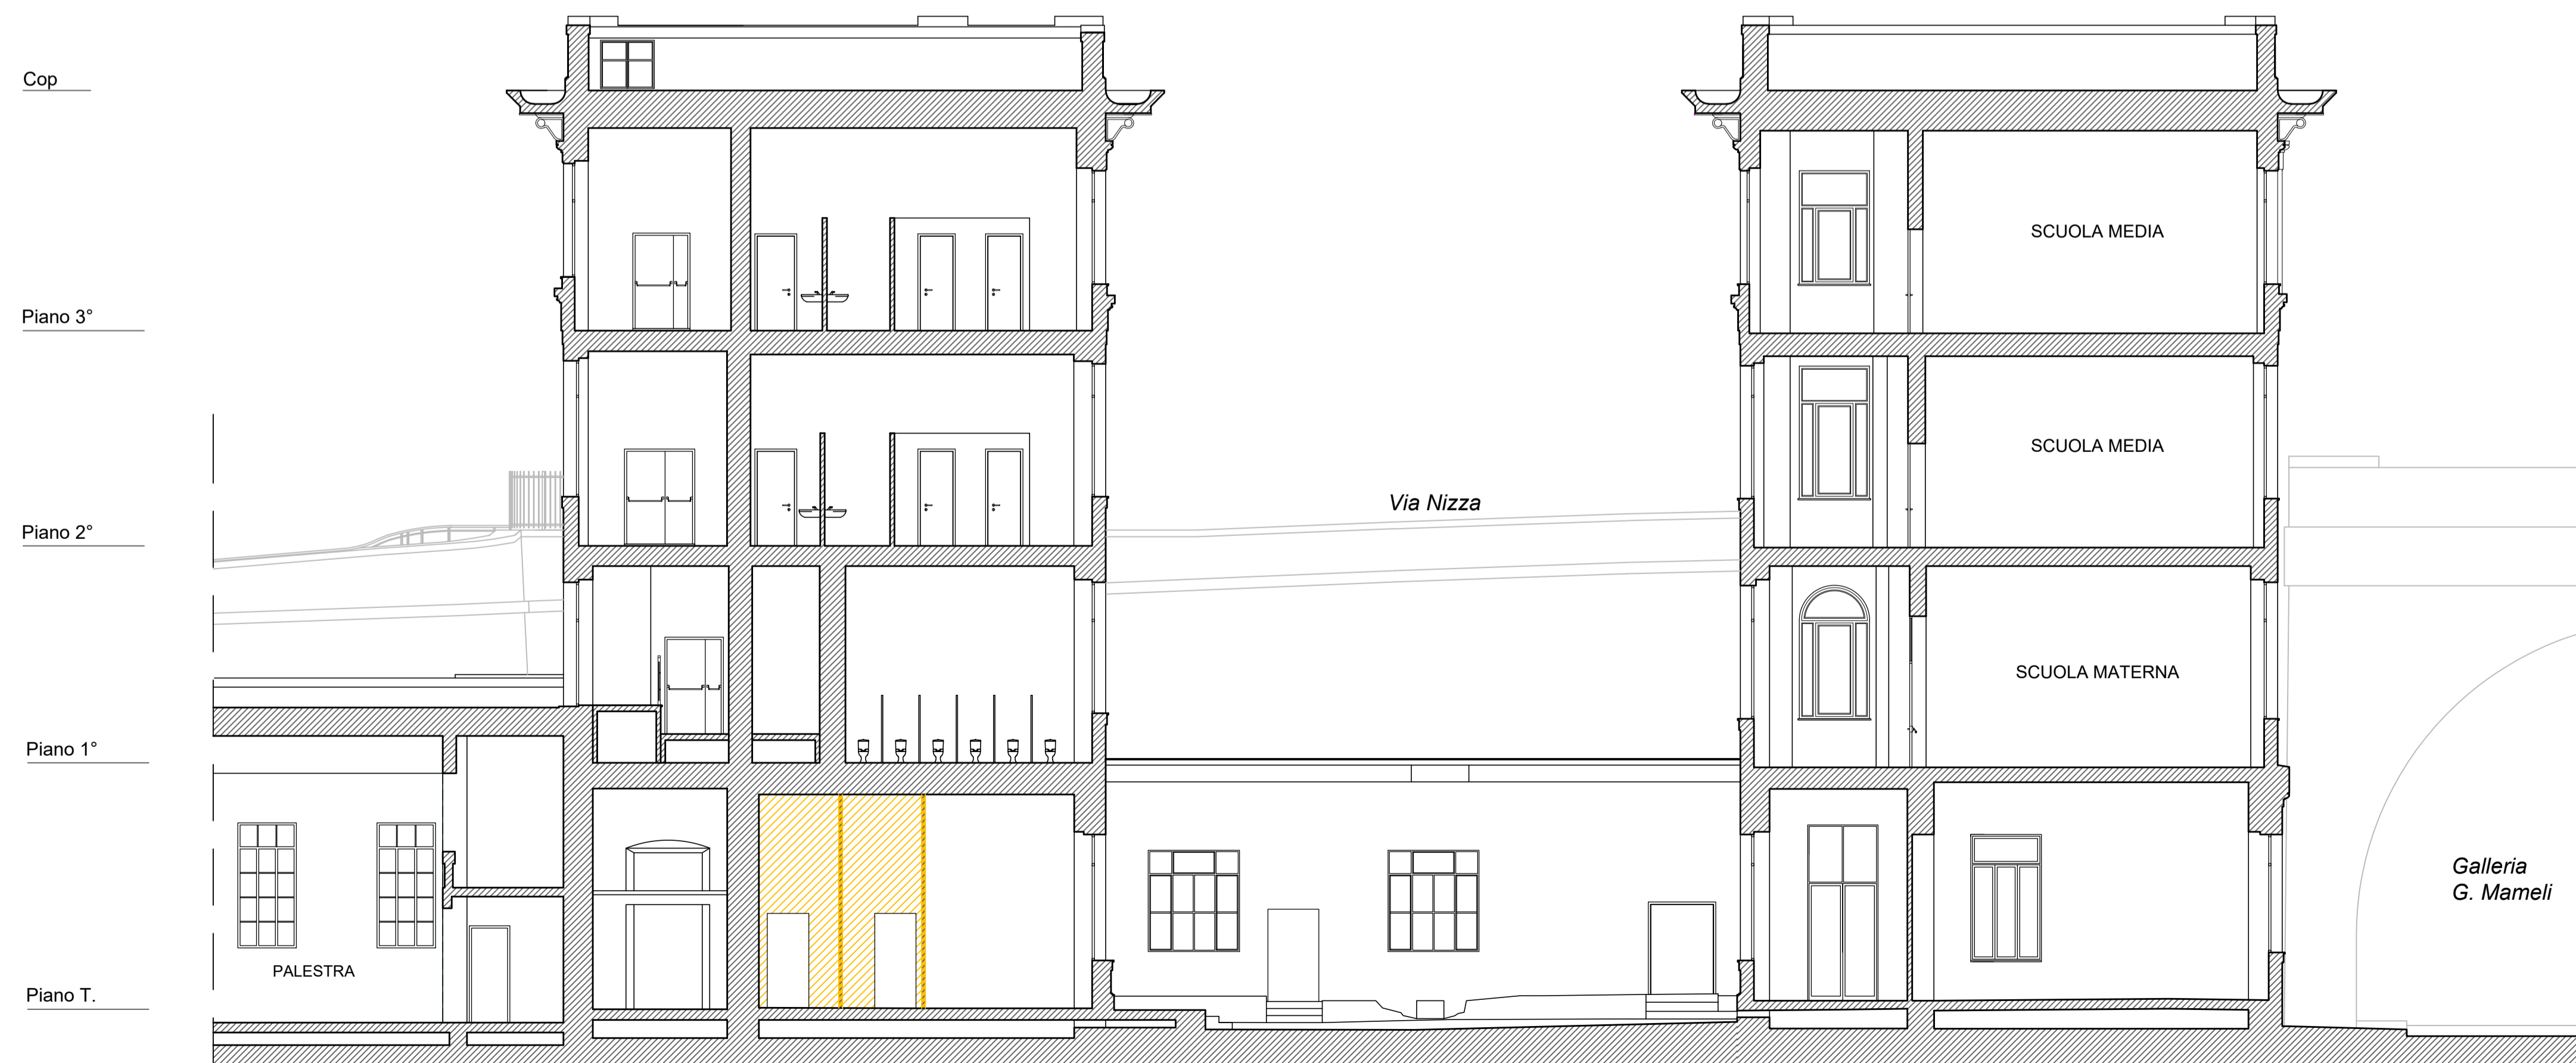 Cop
SCUOLA MEDIA
Piano 3°
SCUOLA MEDIA
Via Nizza
Piano 2°
SCUOLA MATERNA
Piano 1°
Galleria
G. Mameli
PALESTRA
Piano T.